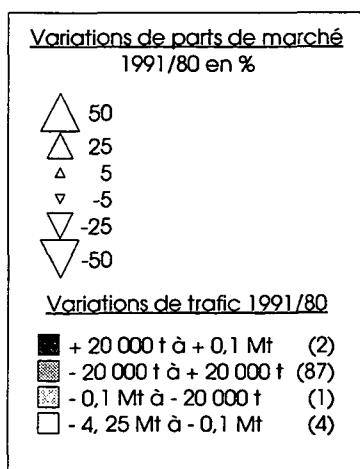 Variations de parts de marché
1991/80 en %
50
25
5
-5
-25
-50
Variations de trafic 1991/80
+ 20 000 t à + 0,1 Mt (2)
- 20 000 t à + 20 000 t (87)
- 0,1 Mt à - 20 000 t (1)
- 4, 25 Mt à - 0,1 Mt (4)